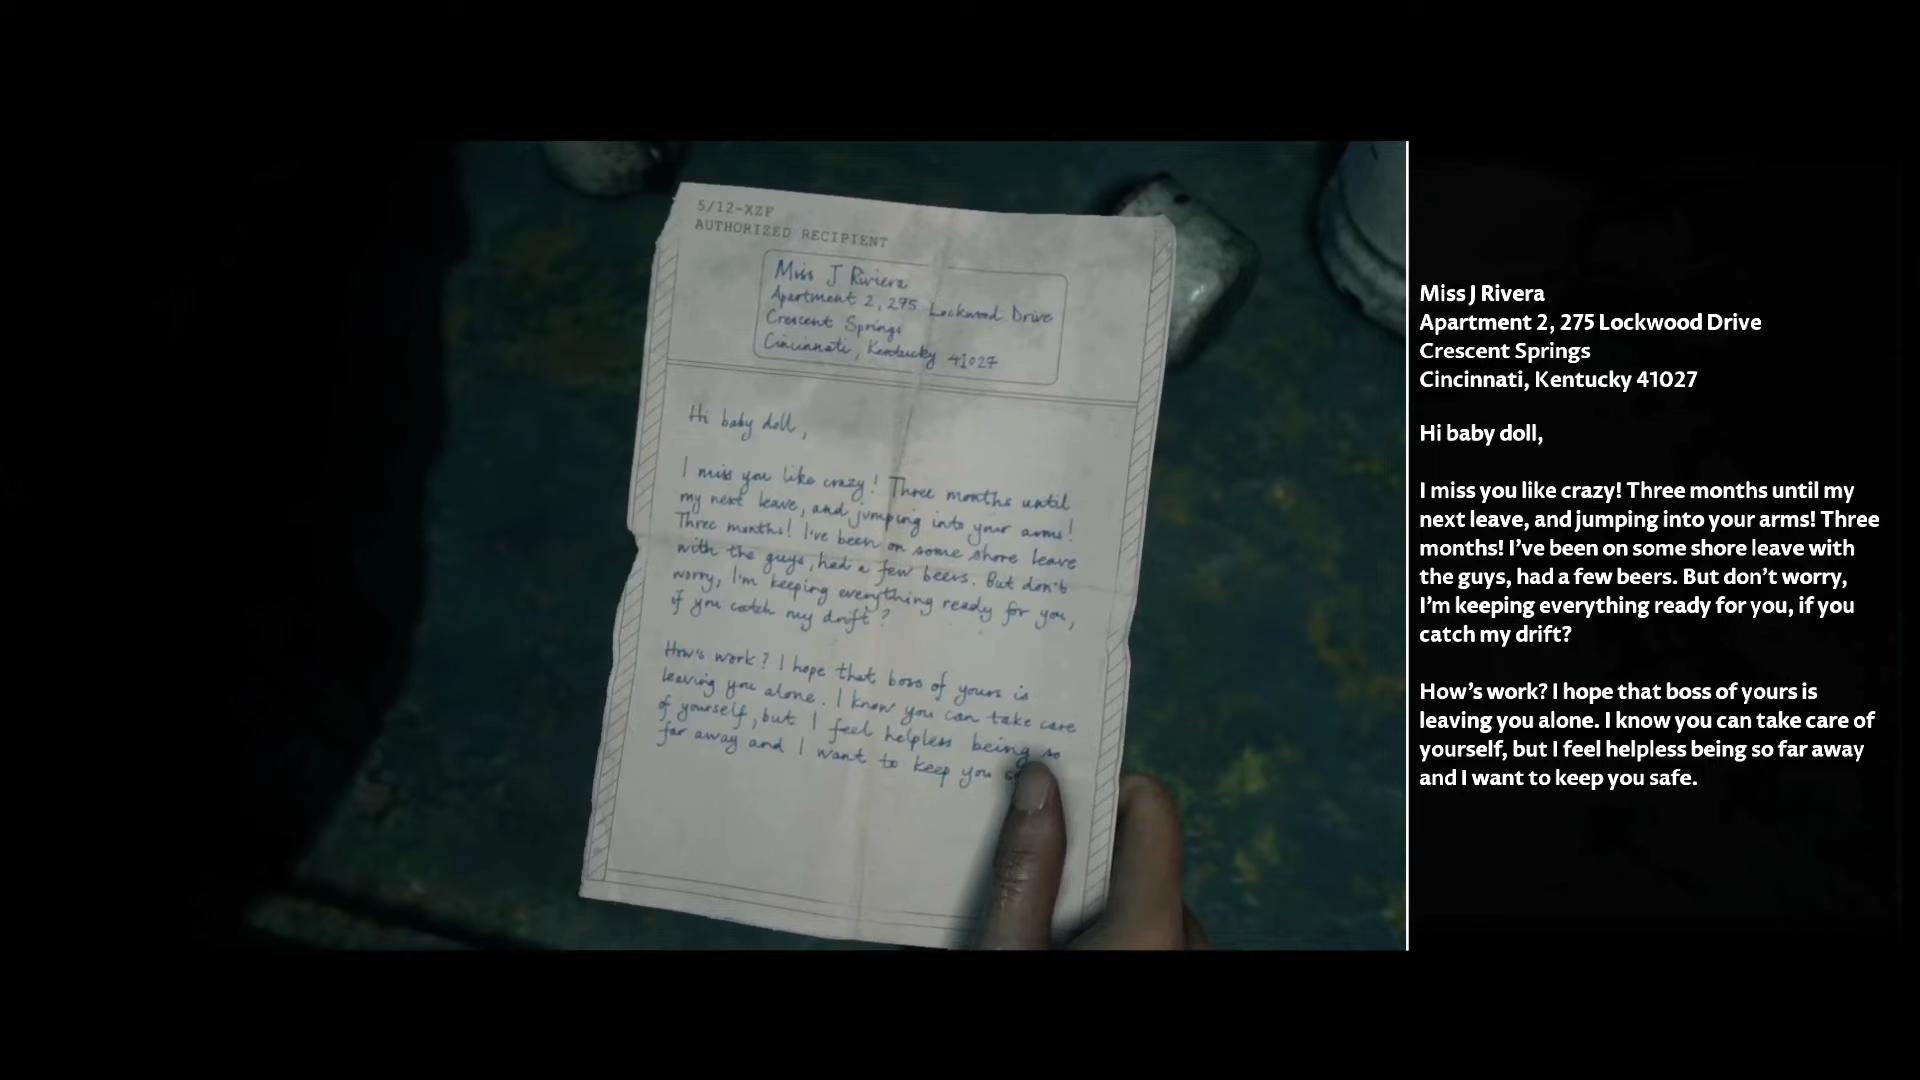 5/12-XZF
AUTHORIZED RECIPIENT
Miss J Riviera
Apartment 2, 275 Lockwood Drive
Crescent Springs
Cincinnati, Kentucky 41027
Hi baby doll,
I miss you like crazy! Three months until
my next leave, and jumping into your arms!
Three months! I've been on some shore leave
with the guys, had a few beers. But don't
worry, I'm keeping everything ready for you,
if you catch my drift?
How's work? I hope that boss of yours is
leaving you alone. I know you can take care
of yourself, but I feel helpless being so
far away and I want to keep you
Miss J Rivera
Apartment 2, 275 Lockwood Drive
Crescent Springs
Cincinnati, Kentucky 41027
Hi baby doll,
I miss you like crazy! Three months until my
next leave, and jumping into your arms! Three
months! I've been on some shore leave with
the guys, had a few beers. But don't worry,
I'm keeping everything ready for you, if you
catch my drift?
How's work? I hope that boss of yours is
leaving you alone. I know you can take care of
yourself, but I feel helpless being so far away
and I want to keep you safe.